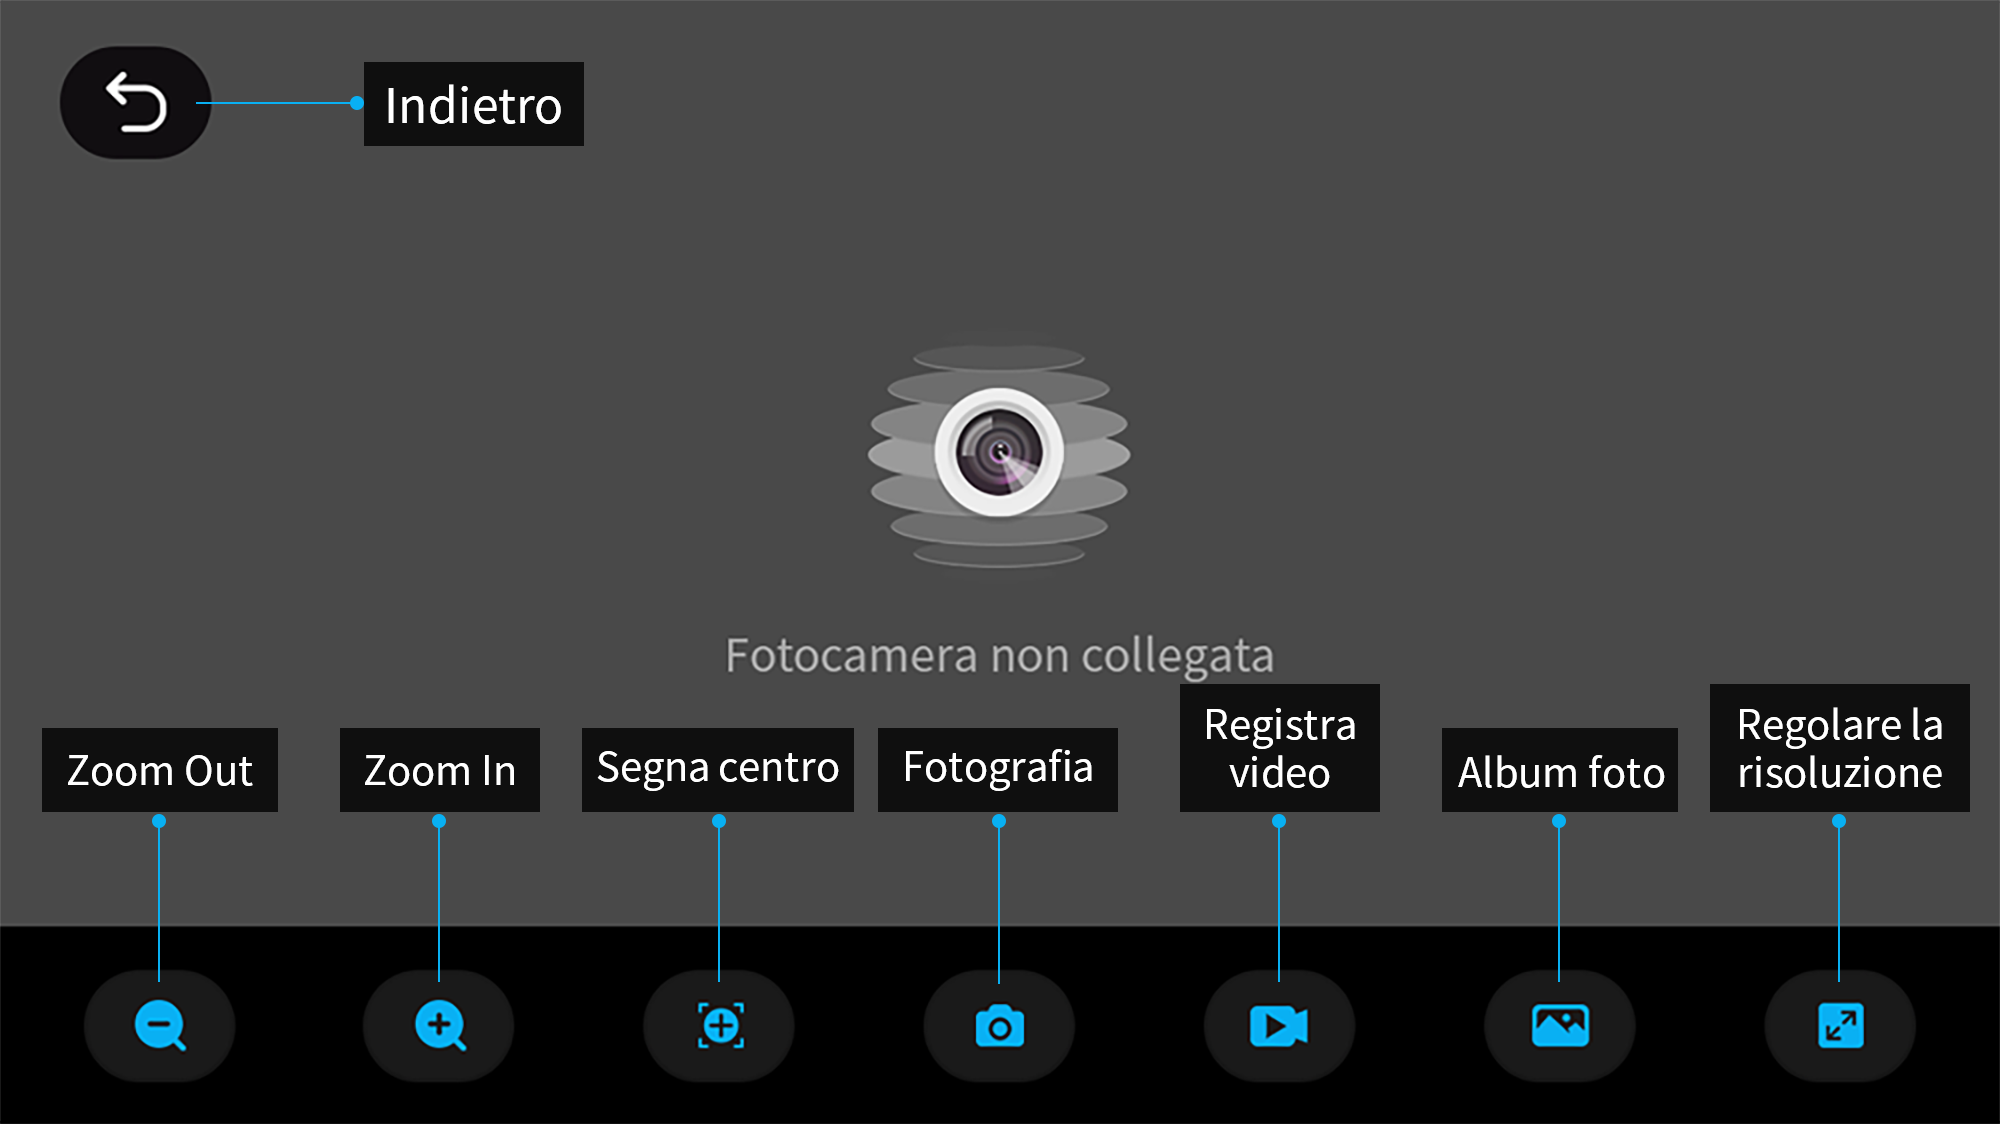 Indietro
Fotocamera non collegata
Zoom Out
Zoom In
Segna centro
Fotografia
Registra
video
Album foto
Regolare la
risoluzione